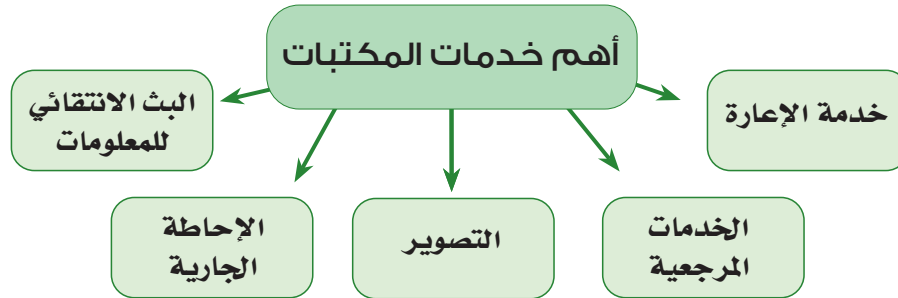 أهم خدمات المكتبات
خدمة الإعارة
الخدمات
المرجعية
التصوير
الإحاطة
الجارية
البث الانتقائي
للمعلومات